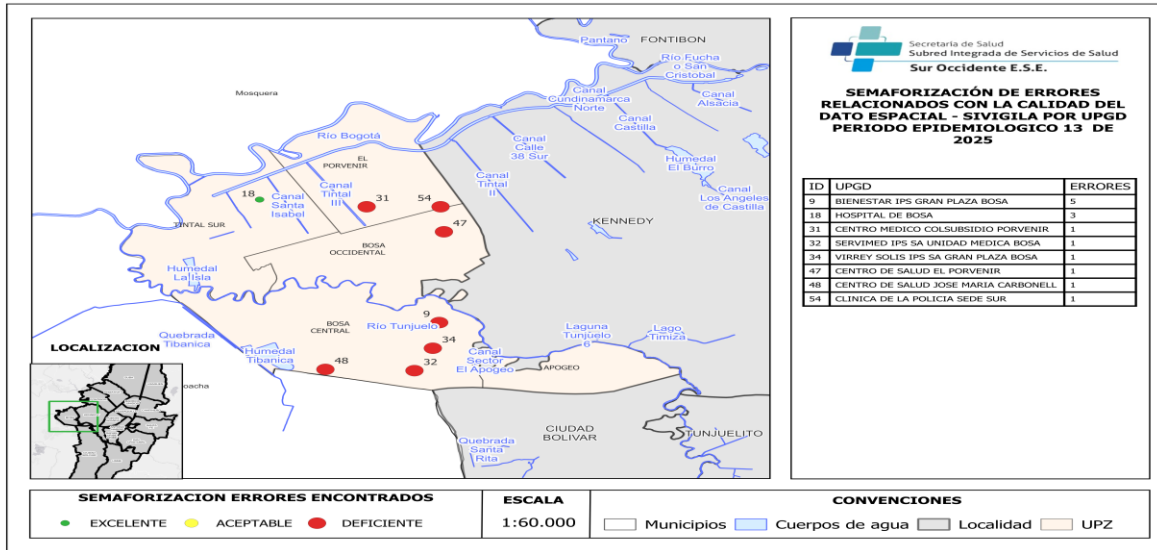 Pantano
FONTIBON
Río Fucha
o San
Cristobal
Mosquera
Canal
Cundinamarca
Norte
Canal
Alsacia
Canal
Castilla
Río Bogotá
Canal
Calle
38 Sur
EL
PORVENIR
Humedal
El Burro
Canal
Tintal
II
Canal
Tintal
III
18
Canal
Santa
Isabel
31
54
Canal
Los Angeles
de Castilla
47
KENNEDY
TINTAL SUR
BOSA
OCCIDENTAL
Humedal
La Isla
9
BOSA
CENTRAL
Río Tunjuelo
Quebrada
Tibanica
Humedal
Tibanica
34
Canal
Sector
El Apogeo
Laguna
Tunjuelo
6
Lago
Timiza
48
32
APOGEO
LOCALIZACION
oacha
CIUDAD
BOLIVAR
TUNJUELITO
Quebrada
Santa
Rita
Secretaria de Salud
Subred Integrada de Servicios de Salud
Sur Occidente E.S.E.
SEMAFORIZACIÓN DE ERRORES
RELACIONADOS CON LA CALIDAD DEL
DATO ESPACIAL - SIVIGILA POR UPGD
PERIODO EPIDEMIOLOGICO 13 DE
2025
ID UPGD ERRORES
9 BIENESTAR IPS GRAN PLAZA BOSA 5
18 HOSPITAL DE BOSA 3
31 CENTRO MEDICO COLSUBSIDIO PORVENIR 1
32 SERVIMED IPS SA UNIDAD MEDICA BOSA 1
34 VIRREY SOLIS IPS SA GRAN PLAZA BOSA 1
47 CENTRO DE SALUD EL PORVENIR 1
48 CENTRO DE SALUD JOSE MARIA CARBONELL 1
54 CLINICA DE LA POLICIA SEDE SUR 1
SEMAFORIZACION ERRORES ENCONTRADOS
EXCELENTE ACEPTABLE DEFICIENTE
ESCALA
1:60.000
CONVENCIONES
Municipios Cuerpos de agua Localidad UPZ